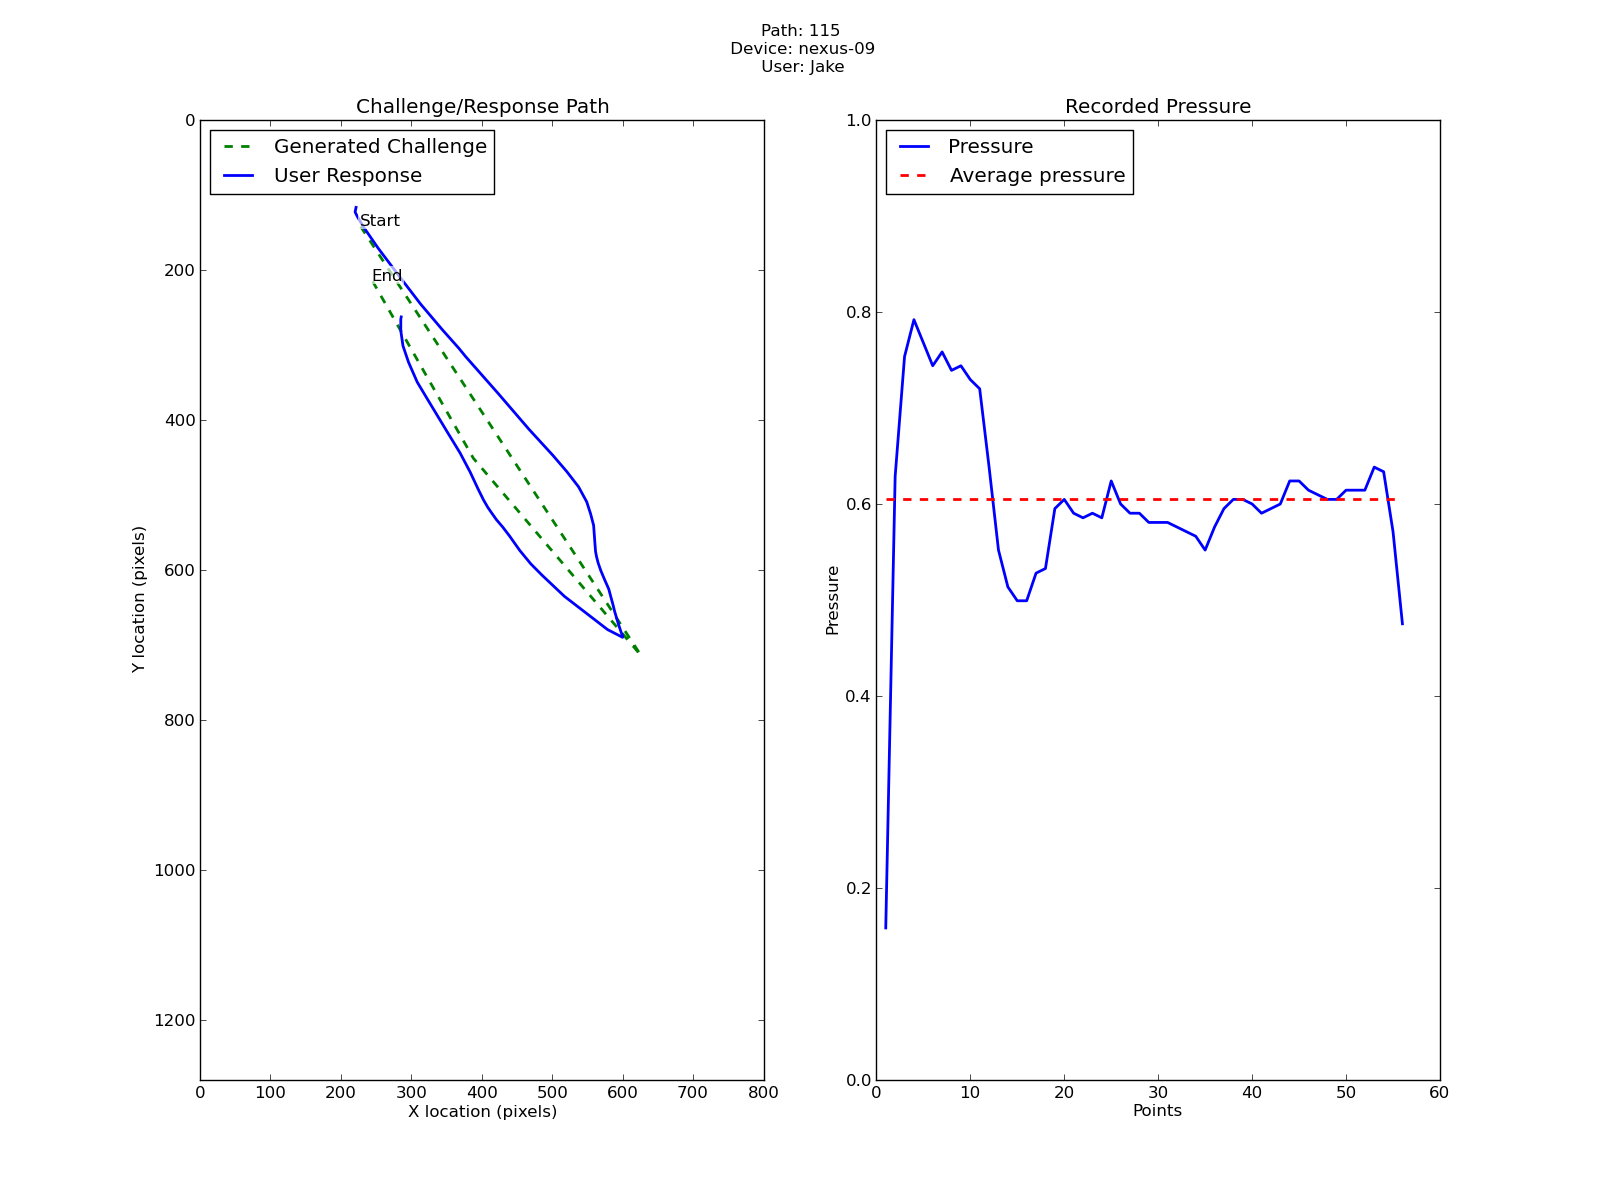 Path: 115
Device: nexus-09
User: Jake
Challenge/Response Path
Generated Challenge
User Response
Start
End
0
200
400
600
800
1000
1200
Y location (pixels)
0 100 200 300 400 500 600 700 800
X location (pixels)
Recorded Pressure
Pressure
Average pressure
1.0
0.8
0.6
0.4
0.2
0.0
Pressure
0 10 20 30 40 50 60
Points